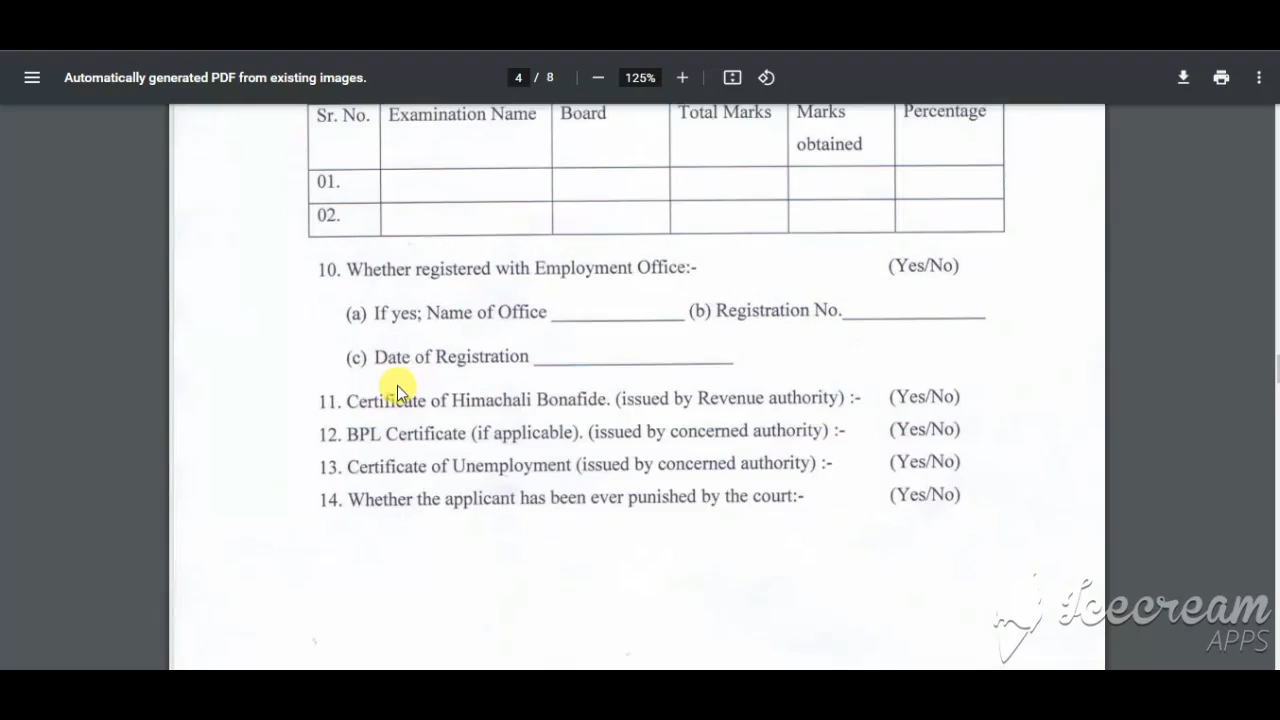 Automatically generated PDF from existing images.
4 / 8
125%
Sr. No. Examination Name Board Total Marks Marks obtained Percentage
01.
02.
10. Whether registered with Employment Office:- (Yes/No)
(a) If yes; Name of Office ____________ (b) Registration No._____________
(c) Date of Registration __________________
11. Certificate of Himachali Bonafide. (issued by Revenue authority) :- (Yes/No)
12. BPL Certificate (if applicable). (issued by concerned authority) :- (Yes/No)
13. Certificate of Unemployment (issued by concerned authority) :- (Yes/No)
14. Whether the applicant has been ever punished by the court:- (Yes/No)
Icecream
APPS